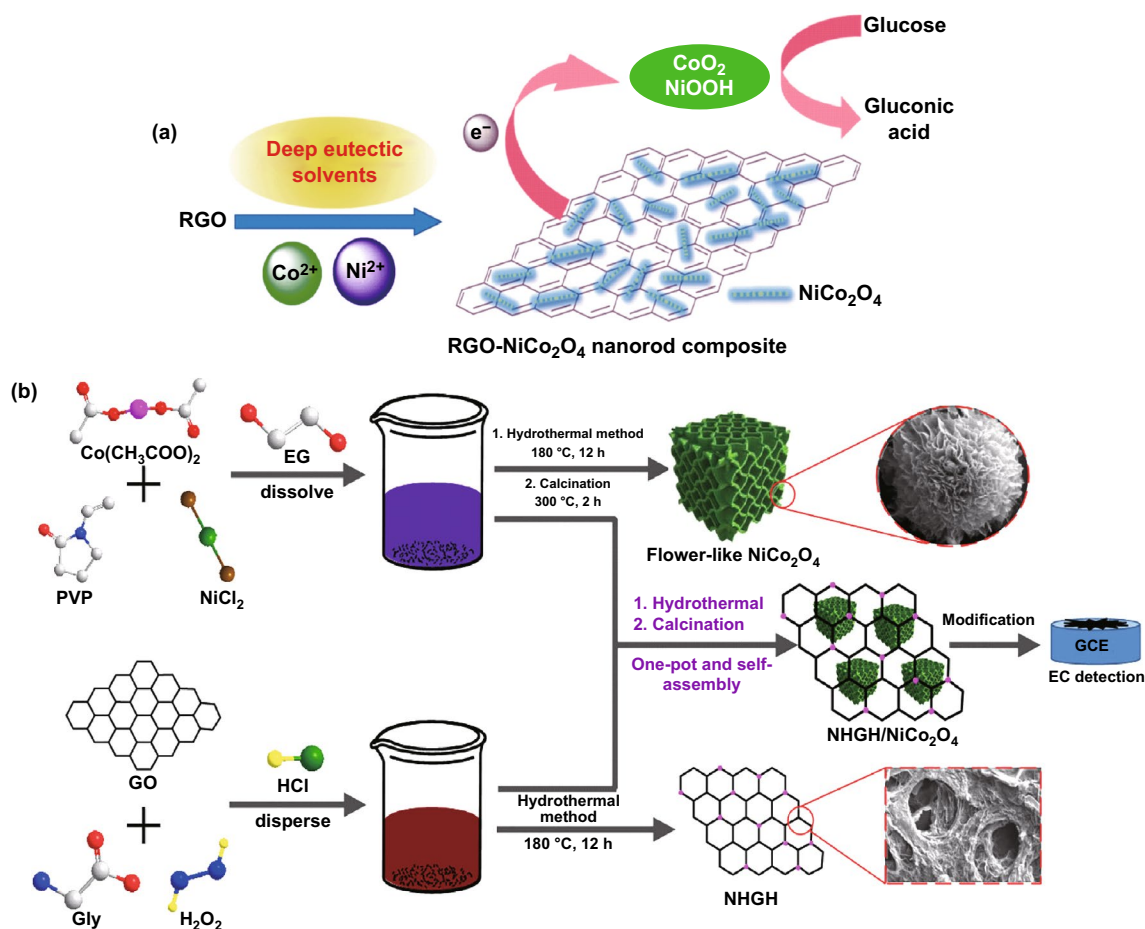 (a)
Deep eutectic
solvents
RGO
Co²⁺
Ni²⁺
e⁻
CoO₂
NiOOH
Glucose
Gluconic
acid
NiCo₂O₄
RGO-NiCo₂O₄ nanorod composite
(b)
Co(CH₃COO)₂
PVP
NiCl₂
EG
dissolve
1. Hydrothermal method
180 °C, 12 h
2. Calcination
300 °C, 2 h
Flower-like NiCo₂O₄
1. Hydrothermal
2. Calcination
One-pot and self-
assembly
NHGH/NiCo₂O₄
Modification
GCE
EC detection
GO
Gly
H₂O₂
HCl
disperse
Hydrothermal
method
180 °C, 12 h
NHGH